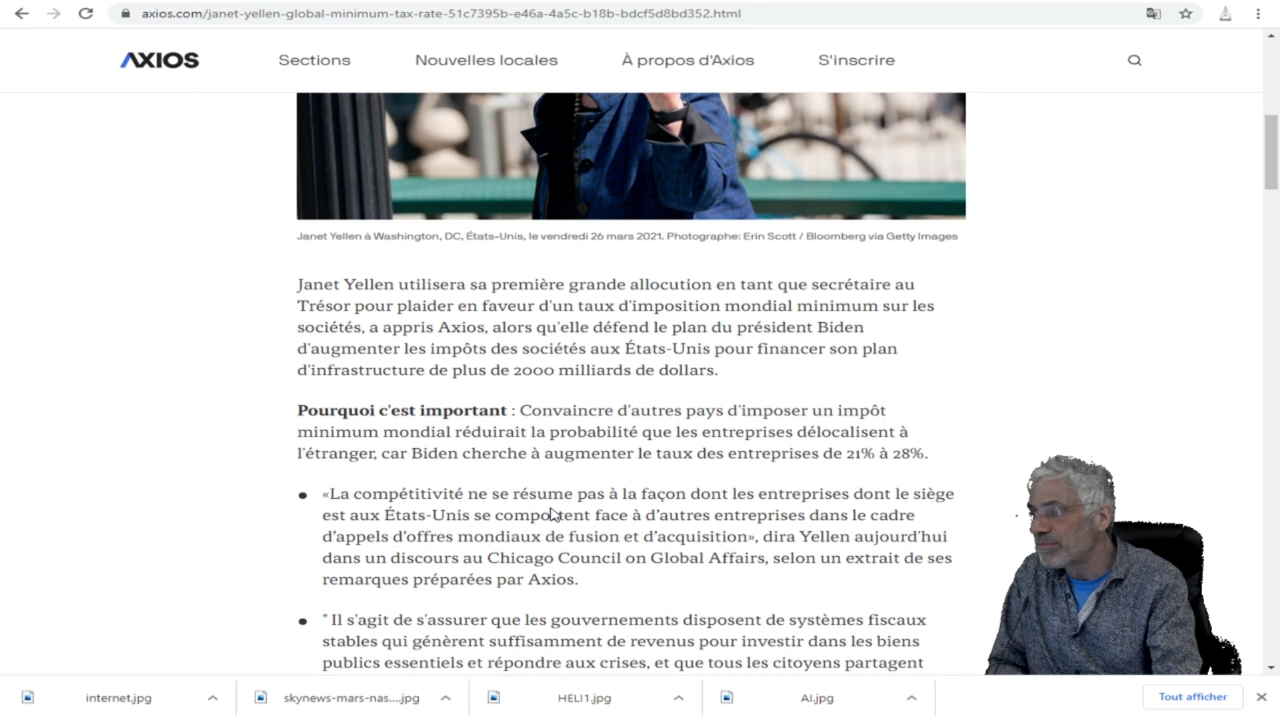 axios.com/janet-yellen-global-minimum-tax-rate-51c7395b-e46a-4a5c-b18b-bdcf5d8bd352.html
AXIOS
Sections
Nouvelles locales
À propos d'Axios
S'inscrire
Janet Yellen à Washington, DC, États-Unis, le vendredi 26 mars 2021. Photographe: Erin Scott / Bloomberg via Getty Images
Janet Yellen utilisera sa première grande allocution en tant que secrétaire au
Trésor pour plaider en faveur d'un taux d'imposition mondial minimum sur les
sociétés, a appris Axios, alors qu'elle défend le plan du président Biden
d'augmenter les impôts des sociétés aux États-Unis pour financer son plan
d'infrastructure de plus de 2000 milliards de dollars.
Pourquoi c'est important : Convaincre d'autres pays d'imposer un impôt
minimum mondial réduirait la probabilité que les entreprises délocalisent à
l'étranger, car Biden cherche à augmenter le taux des entreprises de 21% à 28%.
• «La compétitivité ne se résume pas à la façon dont les entreprises dont le siège
est aux États-Unis se comportent face à d'autres entreprises dans le cadre
d'appels d'offres mondiaux de fusion et d'acquisition», dira Yellen aujourd'hui
dans un discours au Chicago Council on Global Affairs, selon un extrait de ses
remarques préparées par Axios.
• " Il s'agit de s'assurer que les gouvernements disposent de systèmes fiscaux
stables qui génèrent suffisamment de revenus pour investir dans les biens
publics essentiels et répondre aux crises, et que tous les citoyens partagent
internet.jpg
skynews-mars-nas....jpg
HELI1.jpg
AI.jpg
Tout afficher